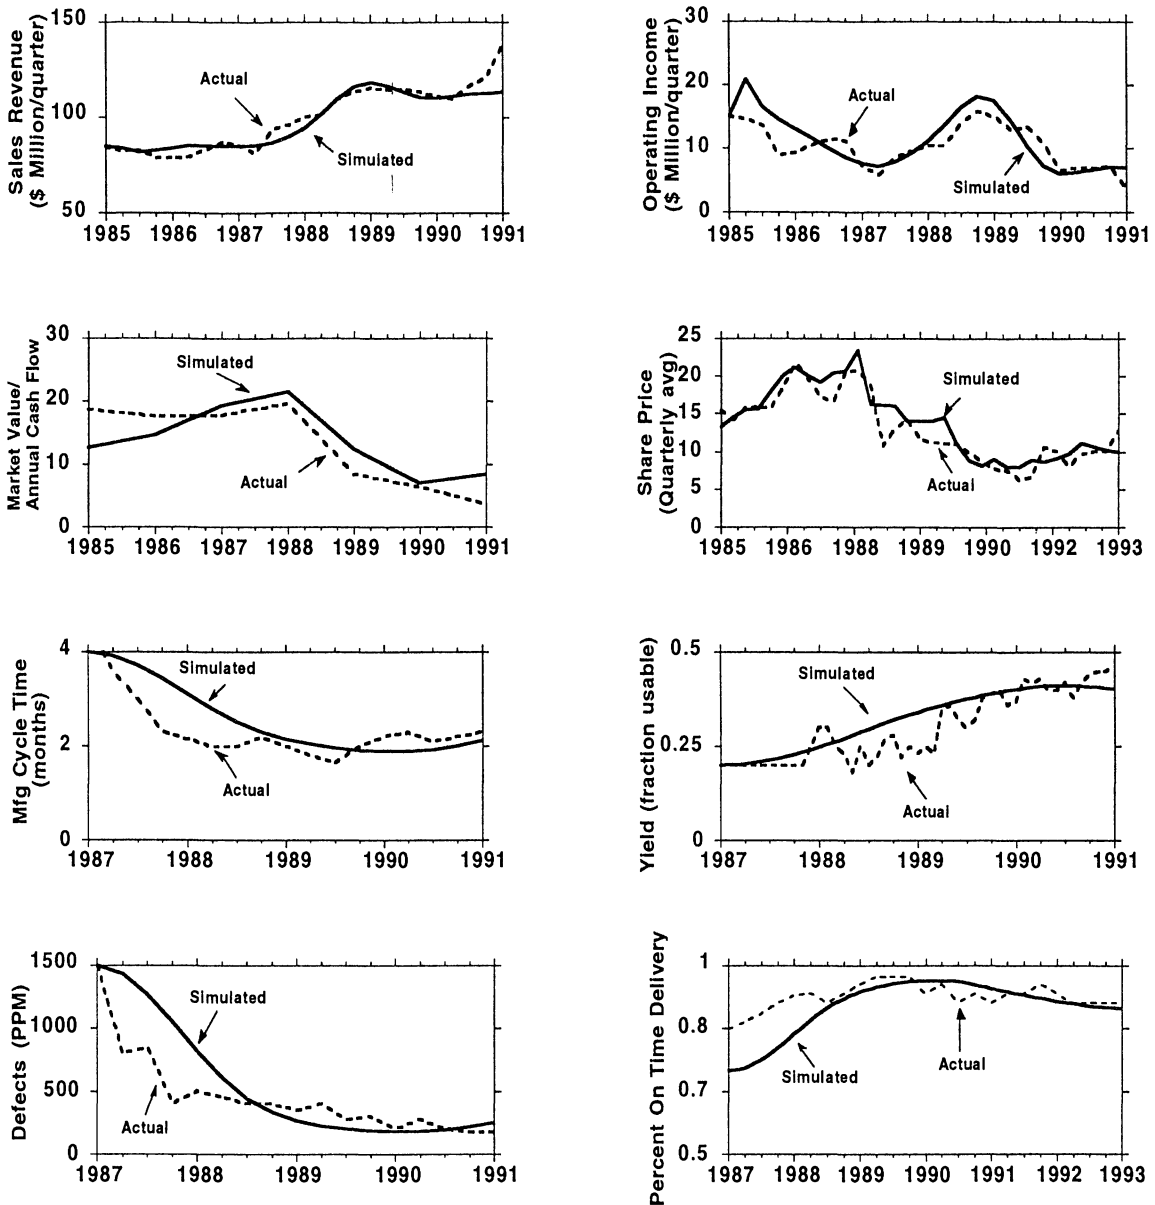 Sales Revenue
($ Million/quarter)
150
100
50
Actual
Simulated
1985 1986 1987 1988 1989 1990 1991
Operating Income
($ Million/quarter)
30
20
10
0
Actual
Simulated
1985 1986 1987 1988 1989 1990 1991
Market Value/
Annual Cash Flow
30
20
10
0
Simulated
Actual
1985 1986 1987 1988 1989 1990 1991
Share Price
(Quarterly avg)
25
20
15
10
5
0
Simulated
Actual
1985 1986 1988 1989 1990 1992 1993
Mfg Cycle Time
(months)
4
2
0
Simulated
Actual
1987 1988 1989 1990 1991
Yield (fraction usable)
0.5
0.25
0
Simulated
Actual
1987 1988 1989 1990 1991
Defects (PPM)
1500
1000
500
0
Simulated
Actual
1987 1988 1989 1990 1991
Percent On Time Delivery
1
0.8
0.7
0.5
Simulated
Actual
1987 1988 1989 1990 1992 1993